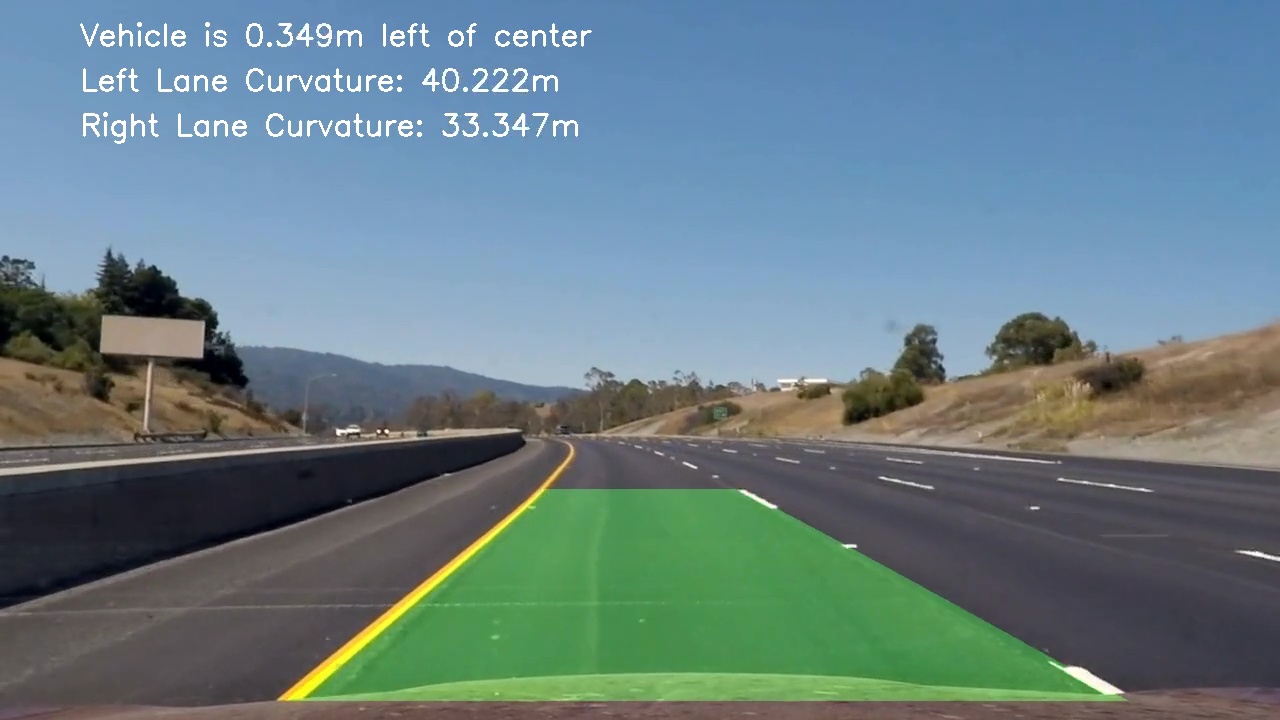 Vehicle is 0.349m left of center
Left Lane Curvature: 40.222m
Right Lane Curvature: 33.347m